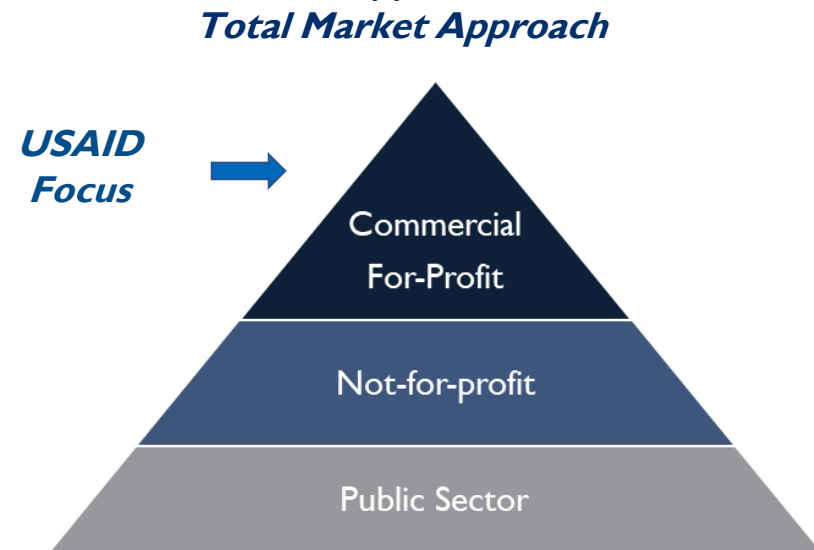 Total Market Approach
USAID
Focus
Commercial
For-Profit
Not-for-profit
Public Sector